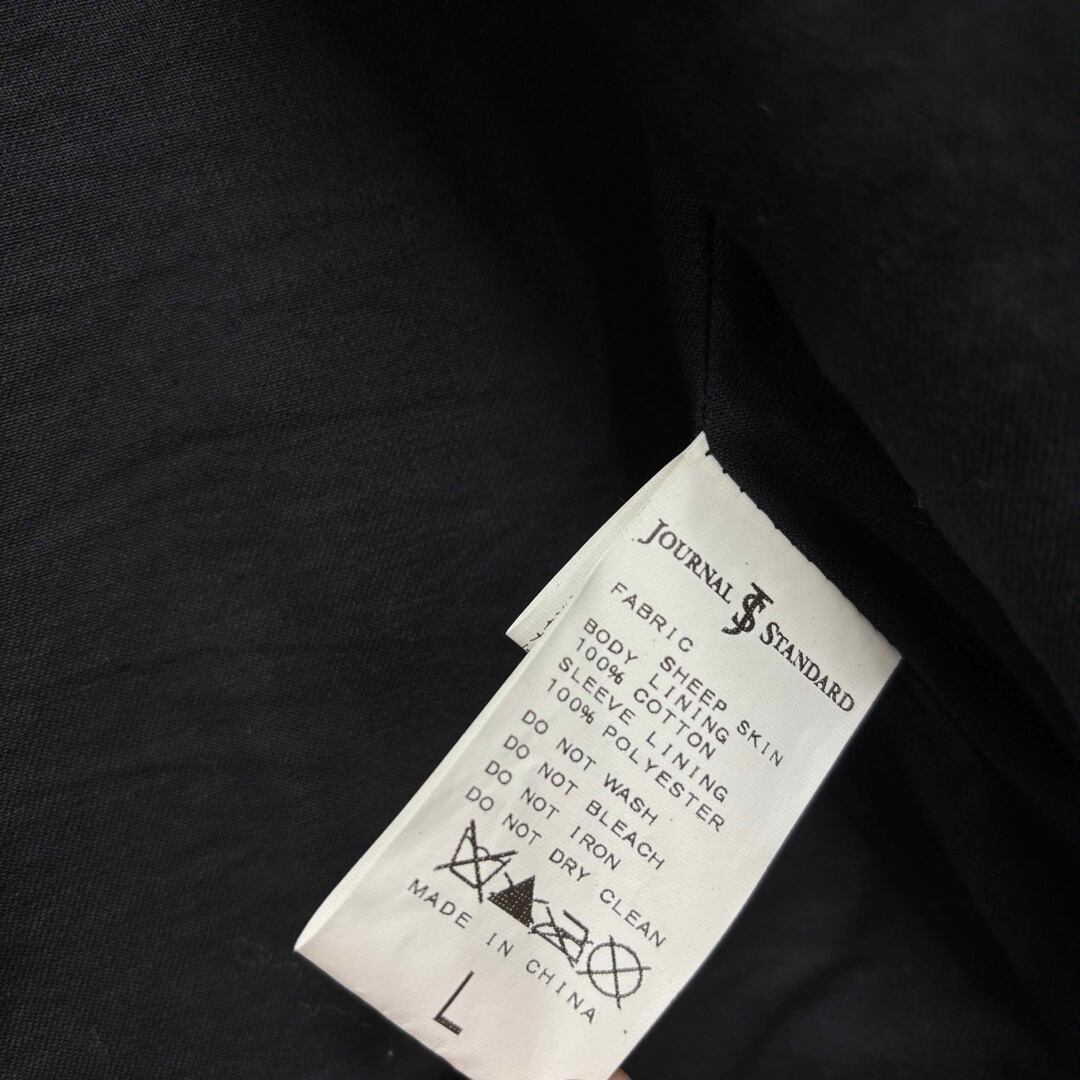 JOURNAL JS STANDARD
FABRIC
BODY SHEEP SKIN
100% LINING
100% COTTON
SLEEVE LINING
100% POLYESTER
DO NOT WASH
DO NOT BLEACH
DO NOT IRON
DO NOT DRY CLEAN
MADE IN CHINA
L